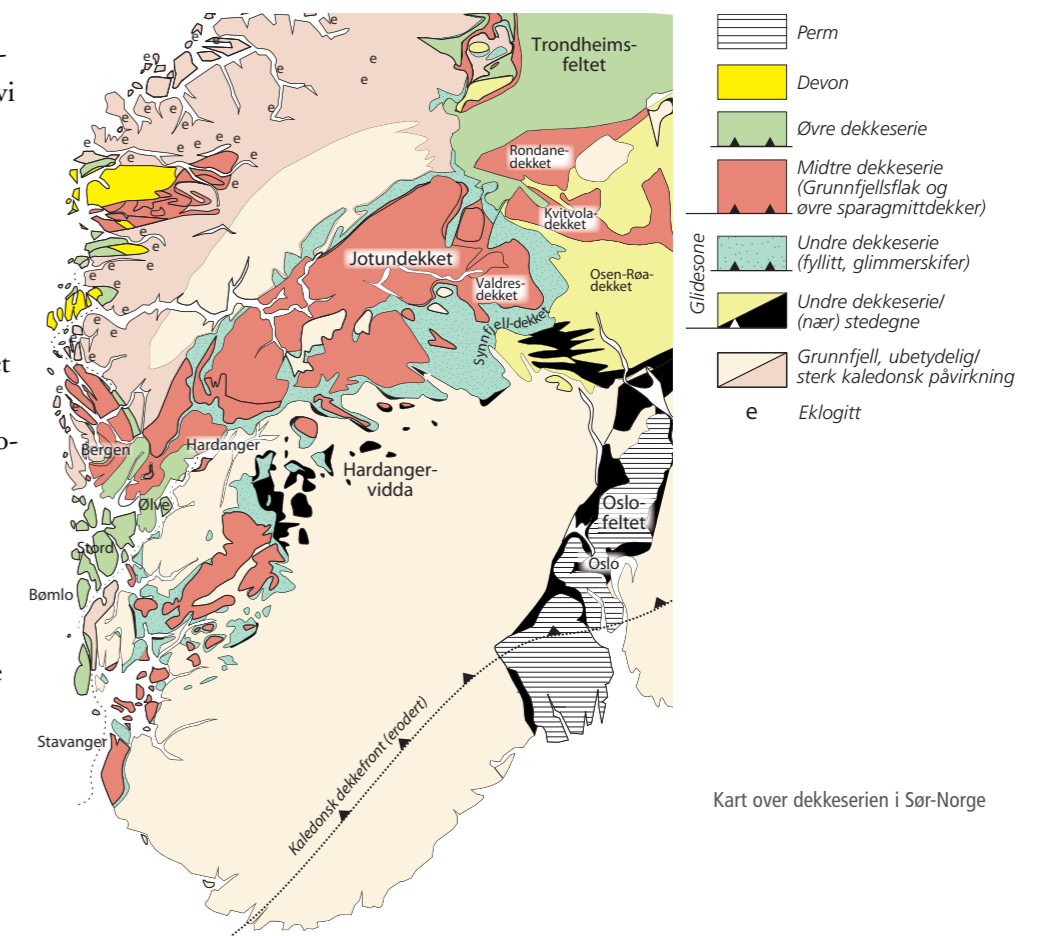 vi
et
o-
e
Trondheims-
feltet
Rondane-
dekket
Kvitvola-
dekket
Jotundekket
Valdres-
dekket
Osen-Røa-
dekket
Synnfjell-dekket
Bergen
Hardanger
Hardanger-
vidda
Ølve
Stord
Bømlo
Oslo-
feltet
Oslo
Stavanger
Kaledonsk dekkefront (erodert)
Perm
Devon
Øvre dekkeserie
Midtre dekkeserie
(Grunnfjellsflak og
øvre sparagmittdekker)
Glidesone
Undre dekkeserie
(fyllitt, glimmerskifer)
Undre dekkeserie/
(nær) stedegne
Grunnfjell, ubetydelig/
sterk kaledonsk påvirkning
e Eklogitt
Kart over dekkeserien i Sør-Norge